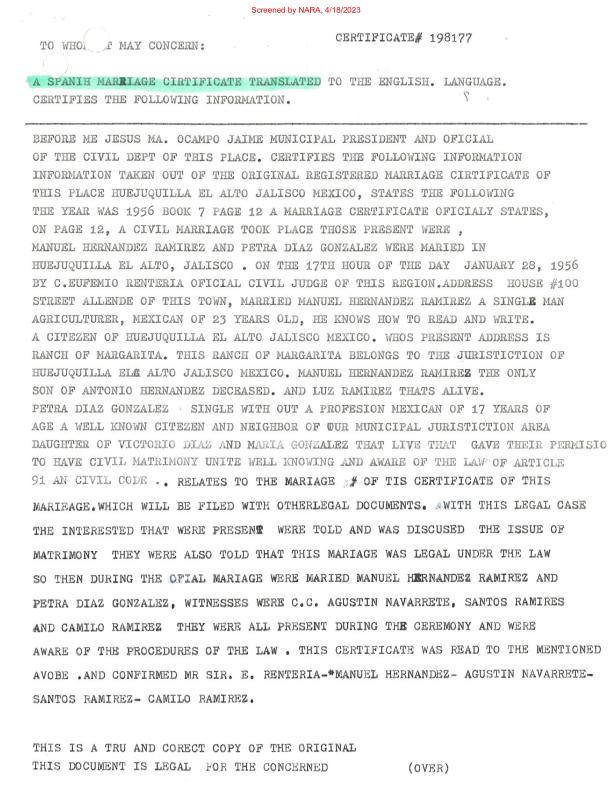 Screened by NARA, 4/18/2023
CERTIFICATE# 198177
TO WHO MAY CONCERN:
A SPANIH MARRIAGE CIRTIFICATE TRANSLATED TO THE ENGLISH. LANGUAGE.
CERTIFIES THE FOLLOWING INFORMATION.
BEFORE ME JESUS MA. OCAMPO JAIME MUNICIPAL PRESIDENT AND OFICIAL
OF THE CIVIL DEPT OF THIS PLACE. CERTIFIES THE FOLLOWING INFORMATION
INFORMATION TAKEN OUT OF THE ORIGINAL REGISTERED MARRIAGE CIRTIFICATE OF
THIS PLACE HUEJUQUILLA EL ALTO JALISCO MEXICO, STATES THE FOLLOWING
THE YEAR WAS 1956 BOOK 7 PAGE 12 A MARRIAGE CERTIFICATE OFICIALY STATES,
ON PAGE 12, A CIVIL MARRIAGE TOOK PLACE THOSE PRESENT WERE ,
MANUEL HERNANDEZ RAMIREZ AND PETRA DIAZ GONZALEZ WERE MARIED IN
HUEJUQUILLA EL ALTO, JALISCO . ON THE 17TH HOUR OF THE DAY JANUARY 28, 1956
BY C.EUFEMIO RENTERIA OFICIAL CIVIL JUDGE OF THIS REGION.ADDRESS HOUSE #100
STREET ALLENDE OF THIS TOWN, MARRIED MANUEL HERNANDEZ RAMIREZ A SINGLE MAN
AGRICULTURER, MEXICAN OF 23 YEARS OLD, HE KNOWS HOW TO READ AND WRITE.
A CITEZEN OF HUEJUQUILLA EL ALTO JALISCO MEXICO. WHOS PRESENT ADDRESS IS
RANCH OF MARGARITA. THIS RANCH OF MARGARITA BELONGS TO THE JURISTICTION OF
HUEJUQUILLA EL ALTO JALISCO MEXICO. MANUEL HERNANDEZ RAMIREZ THE ONLY
SON OF ANTONIO HERNANDEZ DECEASED. AND LUZ RAMIREZ THATS ALIVE.
PETRA DIAZ GONZALEZ SINGLE WITH OUT A PROFESION MEXICAN OF 17 YEARS OF
AGE A WELL KNOWN CITEZEN AND NEIGHBOR OF OUR MUNICIPAL JURISTICTION AREA
DAUGHTER OF VICTORIO DIAZ AND MARIA GONZALEZ THAT LIVE THAT GAVE THEIR PERMISIO
TO HAVE CIVIL MATRIMONY UNITE WELL KNOWING AND AWARE OF THE LAW OF ARTICLE
91 AN CIVIL CODE .. RELATES TO THE MARIAGE # OF TIS CERTIFICATE OF THIS
MARIEAGE.WHICH WILL BE FILED WITH OTHERLEGAL DOCUMENTS. WITH THIS LEGAL CASE
THE INTERESTED THAT WERE PRESENT WERE TOLD AND WAS DISCUSED THE ISSUE OF
MATRIMONY THEY WERE ALSO TOLD THAT THIS MARIAGE WAS LEGAL UNDER THE LAW
SO THEN DURING THE OFIAL MARIAGE WERE MARIED MANUEL HERNANDEZ RAMIREZ AND
PETRA DIAZ GONZALEZ, WITNESSES WERE C.C. AGUSTIN NAVARRETE, SANTOS RAMIRES
AND CAMILO RAMIREZ THEY WERE ALL PRESENT DURING THE CEREMONY AND WERE
AWARE OF THE PROCEDURES OF THE LAW . THIS CERTIFICATE WAS READ TO THE MENTIONED
AVOBE .AND CONFIRMED MR SIR. E. RENTERIA-*MANUEL HERNANDEZ- AGUSTIN NAVARRETE-
SANTOS RAMIREZ- CAMILO RAMIREZ.
THIS IS A TRU AND CORECT COPY OF THE ORIGINAL
THIS DOCUMENT IS LEGAL FOR THE CONCERNED (OVER)